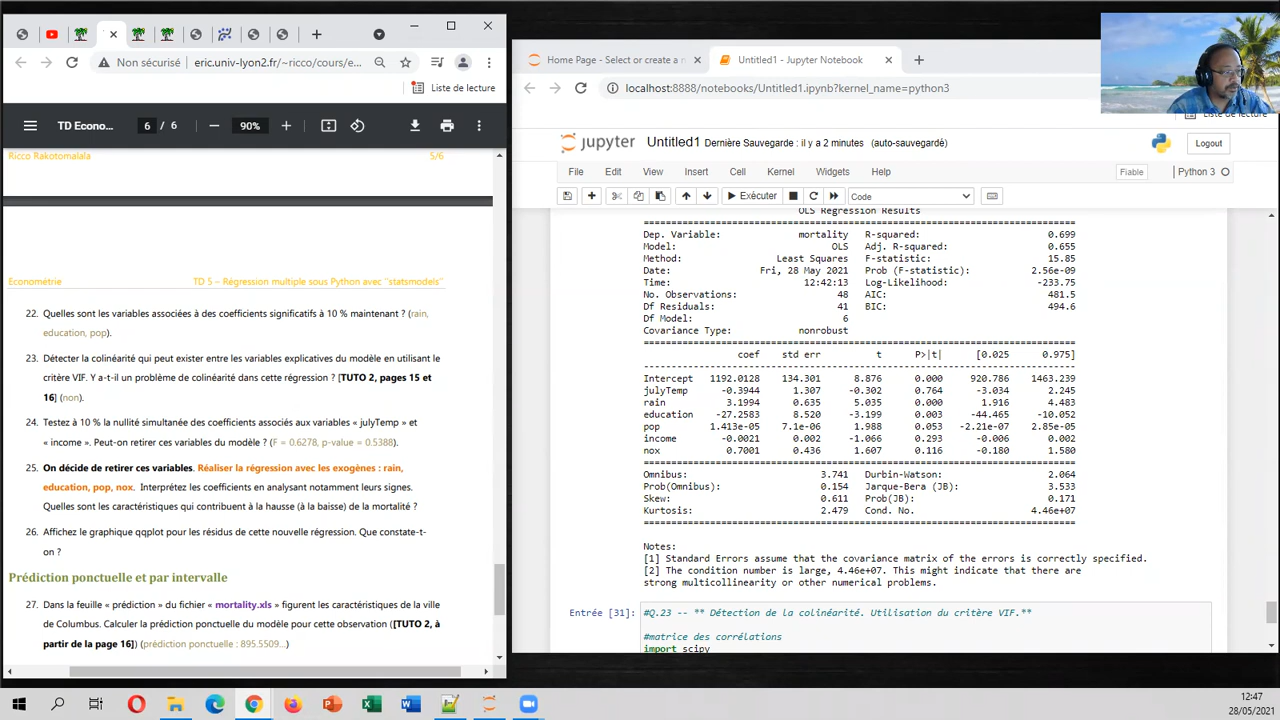 Non sécurisé
eric.univ-lyon2.fr/~ricco/cours/e...
Liste de lecture
TD Econo...
6 / 6
90%
Ricco Rakotomalala
5/6
Econométrie
TD 5 – Régression multiple sous Python avec "statsmodels"
22. Quelles sont les variables associées à des coefficients significatifs à 10 % maintenant ? (rain,
education, pop).
23. Détecter la colinéarité qui peut exister entre les variables explicatives du modèle en utilisant le
critère VIF. Y a-t-il un problème de colinéarité dans cette régression ? [TUTO 2, pages 15 et
16] (non).
24. Testez à 10 % la nullité simultanée des coefficients associés aux variables « julyTemp » et
« income ». Peut-on retirer ces variables du modèle ? (F = 0.6278, p-value = 0.5388).
25. On décide de retirer ces variables. Réaliser la régression avec les exogènes : rain,
education, pop, nox. Interprétez les coefficients en analysant notamment leurs signes.
Quelles sont les caractéristiques qui contribuent à la hausse (à la baisse) de la mortalité ?
26. Affichez le graphique qqplot pour les résidus de cette nouvelle régression. Que constate-t-
on ?
Prédiction ponctuelle et par intervalle
27. Dans la feuille « prédiction » du fichier « mortality.xls » figurent les caractéristiques de la ville
de Columbus. Calculer la prédiction ponctuelle du modèle pour cette observation ([TUTO 2, à
partir de la page 16]) (prédiction ponctuelle : 895.5509...)
Home Page - Select or create a n
Untitled1 - Jupyter Notebook
localhost:8888/notebooks/Untitled1.ipynb?kernel_name=python3
Liste de lecture
jupyter Untitled1 Dernière Sauvegarde : il y a 2 minutes (auto-sauvegardé)
Logout
File Edit View Insert Cell Kernel Widgets Help
Fiable
Python 3
Exécuter
Code
OLS Regression Results
Dep. Variable: mortality R-squared: 0.699
Model: OLS Adj. R-squared: 0.655
Method: Least Squares F-statistic: 15.85
Date: Fri, 28 May 2021 Prob (F-statistic): 2.56e-09
Time: 12:42:13 Log-Likelihood: -233.75
No. Observations: 48 AIC: 481.5
Df Residuals: 41 BIC: 494.6
Df Model: 6
Covariance Type: nonrobust
coef std err t P>|t| [0.025 0.975]
Intercept 1192.0128 134.301 8.876 0.000 920.786 1463.239
julyTemp -0.3944 1.307 -0.302 0.764 -3.034 2.245
rain 3.1994 0.635 5.035 0.000 1.916 4.483
education -27.2583 8.520 -3.199 0.003 -44.465 -10.052
pop 1.413e-05 7.1e-06 1.988 0.053 -2.21e-07 2.85e-05
income -0.0021 0.002 -1.066 0.293 -0.006 0.002
nox 0.7001 0.436 1.607 0.116 -0.180 1.580
Omnibus: 3.741 Durbin-Watson: 2.064
Prob(Omnibus): 0.154 Jarque-Bera (JB): 3.533
Skew: 0.611 Prob(JB): 0.171
Kurtosis: 2.479 Cond. No. 4.46e+07
Notes:
[1] Standard Errors assume that the covariance matrix of the errors is correctly specified.
[2] The condition number is large, 4.46e+07. This might indicate that there are
strong multicollinearity or other numerical problems.
Entrée [31]: #Q.23 -- ** Détection de la colinéarité. Utilisation du critère VIF.**
#matrice des corrélations
import scipy
12:47
28/05/2021